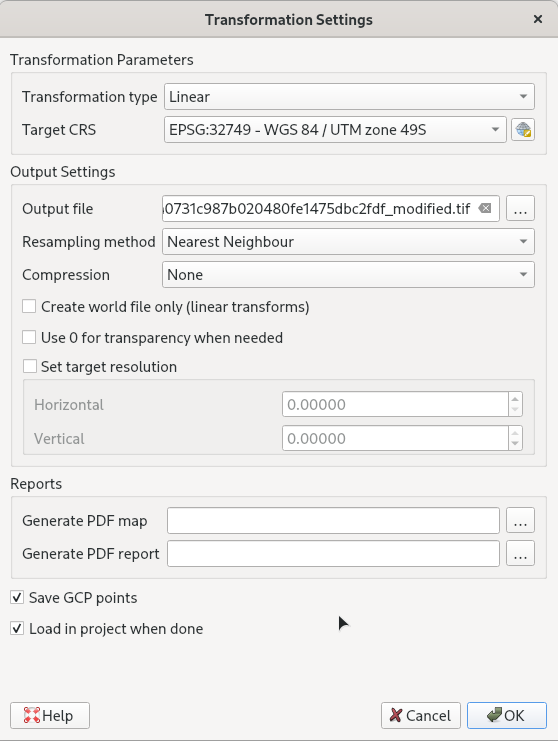 Transformation Settings
Transformation Parameters
Transformation type Linear
Target CRS EPSG:32749 - WGS 84 / UTM zone 49S
Output Settings
Output file 0731c987b020480fe1475dbc2fdf_modified.tif ...
Resampling method Nearest Neighbour
Compression None
Create world file only (linear transforms)
Use 0 for transparency when needed
Set target resolution
Horizontal 0.00000
Vertical 0.00000
Reports
Generate PDF map ...
Generate PDF report ...
Save GCP points
Load in project when done
Help Cancel OK